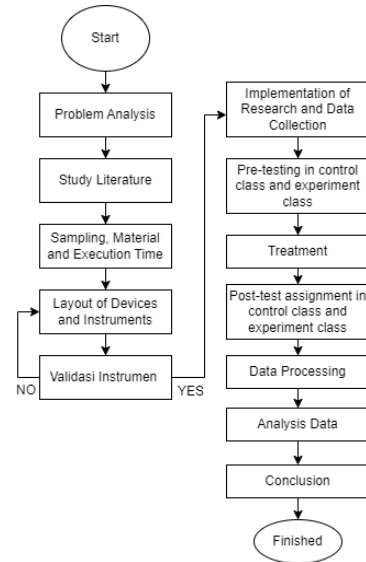 Start
Problem Analysis
Study Literature
Sampling, Material
and Execution Time
Layout of Devices
and Instruments
Validasi Instrumen
NO
YES
Implementation of
Research and Data
Collection
Pre-testing in control
class and experiment
class
Treatment
Post-test assignment in
control class and
experiment class
Data Processing
Analysis Data
Conclusion
Finished